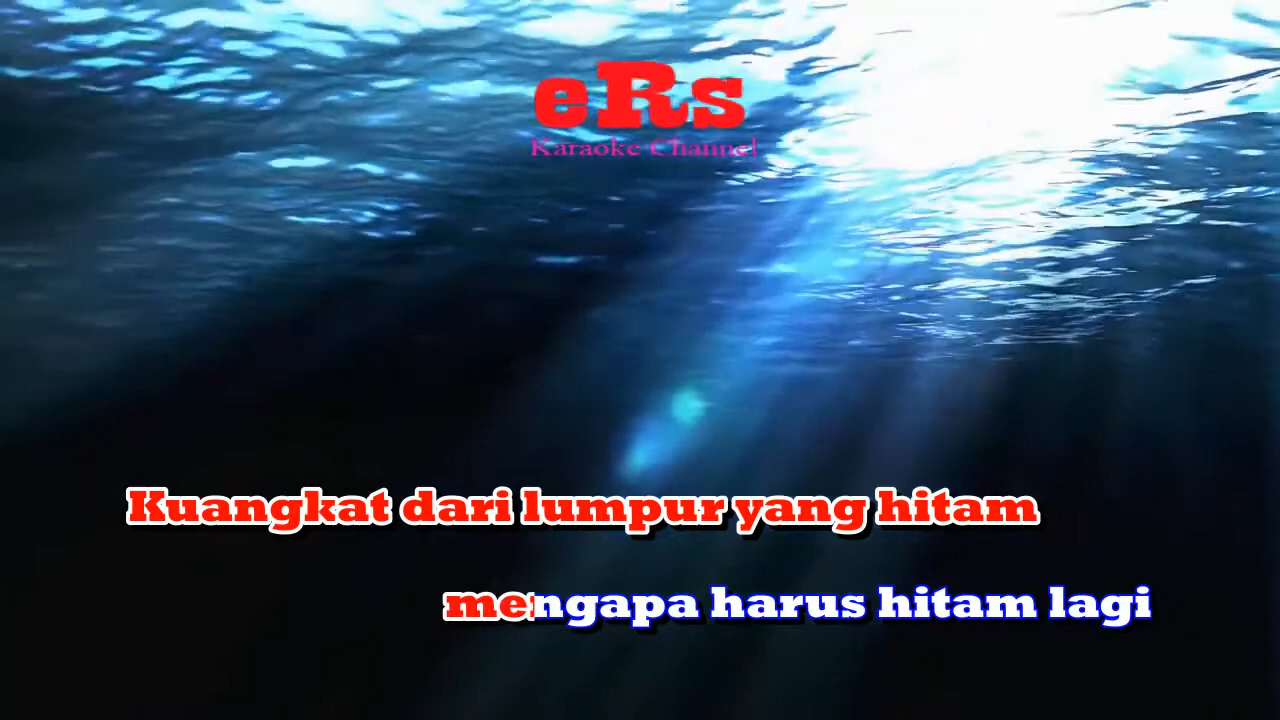 eRs
Karaoke Channel
Kuangkat dari lumpur yang hitam
mengapa harus hitam lagi